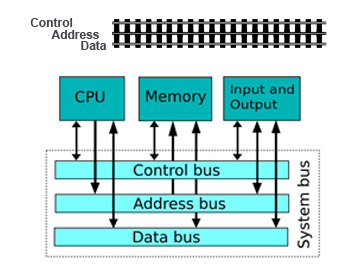 Control
Address
Data
CPU
Memory
Input and
Output
Control bus
Address bus
Data bus
System bus